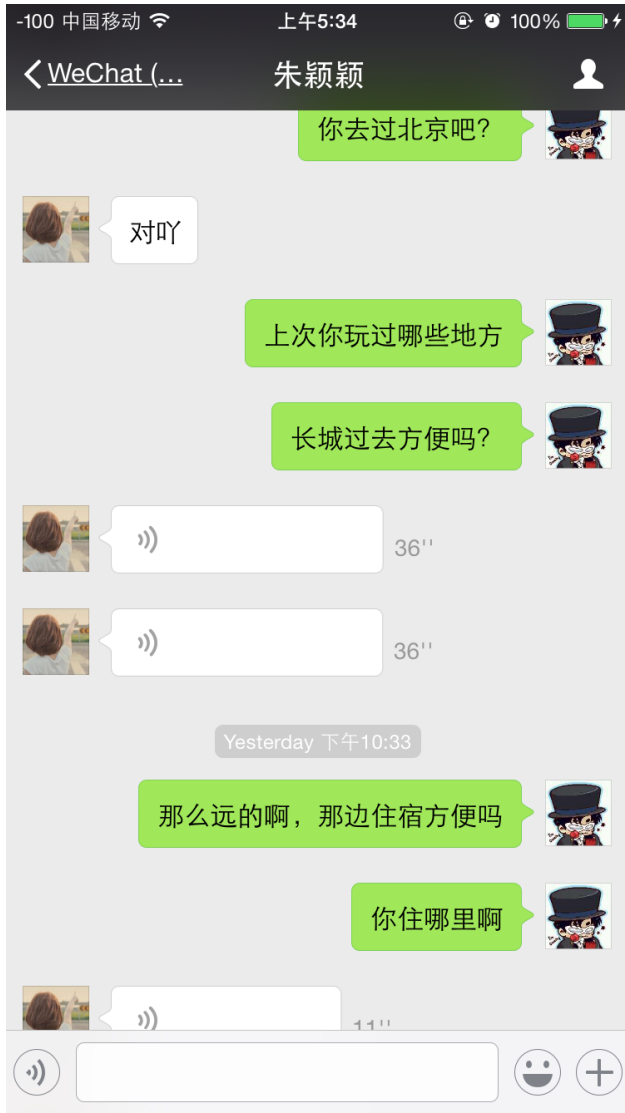 -100 中国移动 上午5:34 100%
WeChat (... 朱颖颖
你去过北京吧?
对吖
上次你玩过哪些地方
长城过去方便吗?
36''
36''
Yesterday 下午10:33
那么远的啊，那边住宿方便吗
你住哪里啊
11''